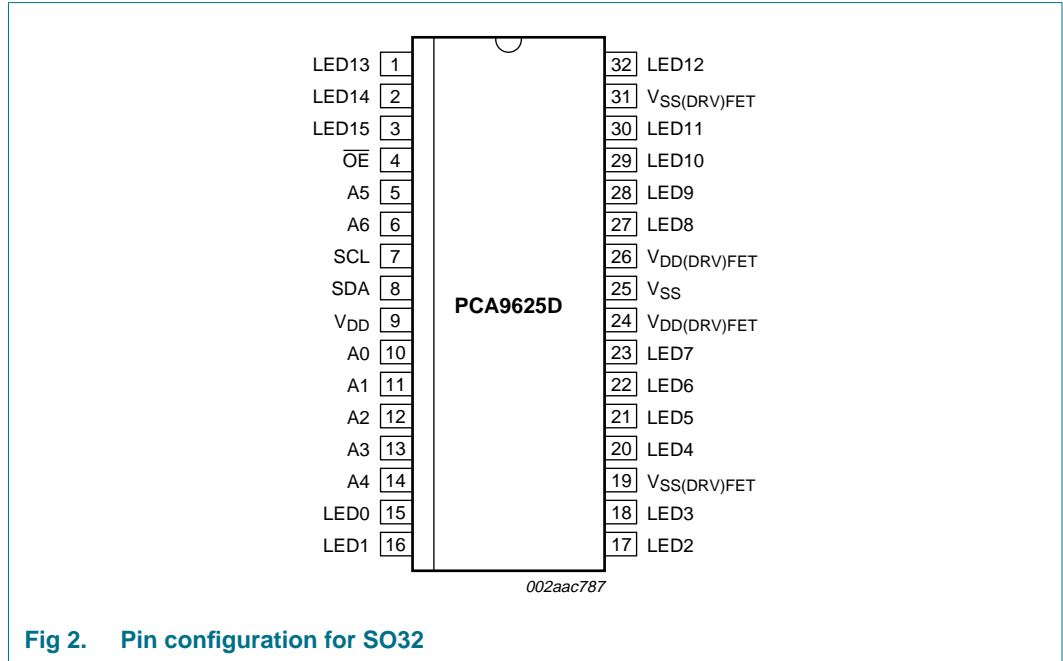 LED13 1 32 LED12
LED14 2 31 VSS(DRV)FET
LED15 3 30 LED11
O̅E̅ 4 29 LED10
A5 5 28 LED9
A6 6 27 LED8
SCL 7 26 VDD(DRV)FET
SDA 8 25 VSS
PCA9625D
VDD 9 24 VDD(DRV)FET
A0 10 23 LED7
A1 11 22 LED6
A2 12 21 LED5
A3 13 20 LED4
A4 14 19 VSS(DRV)FET
LED0 15 18 LED3
LED1 16 17 LED2
002aac787
Fig 2. Pin configuration for SO32